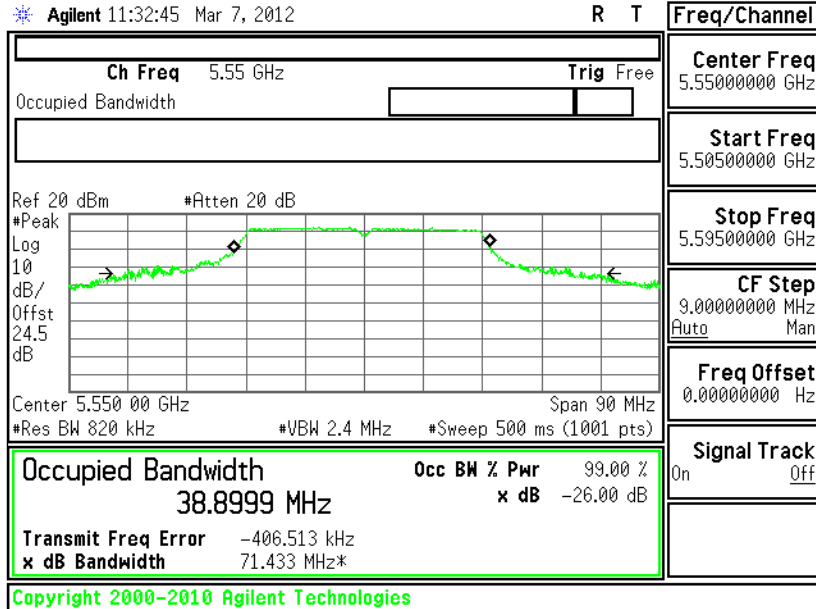 Agilent 11:32:45 Mar 7, 2012 R T
Freq/Channel
Ch Freq 5.55 GHz Trig Free
Occupied Bandwidth
Center Freq
5.55000000 GHz
Start Freq
5.50500000 GHz
Stop Freq
5.59500000 GHz
CF Step
9.00000000 MHz
Auto Man
Freq Offset
0.00000000 Hz
Signal Track
On Off
Ref 20 dBm #Atten 20 dB
#Peak
Log
10
dB/
Offst
24.5
dB
Center 5.550 00 GHz Span 90 MHz
#Res BW 820 kHz #VBW 2.4 MHz #Sweep 500 ms (1001 pts)
Occupied Bandwidth Occ BW % Pwr 99.00 %
38.8999 MHz x dB -26.00 dB
Transmit Freq Error -406.513 kHz
x dB Bandwidth 71.433 MHz*
Copyright 2000-2010 Agilent Technologies